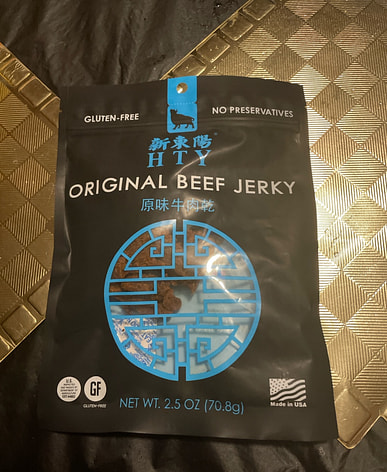 GLUTEN-FREE
NO PRESERVATIVES
新東陽
HTY
ORIGINAL BEEF JERKY
原味牛肉乾
GF
GLUTEN-FREE
Made in USA
NET WT. 2.5 OZ (70.8g)